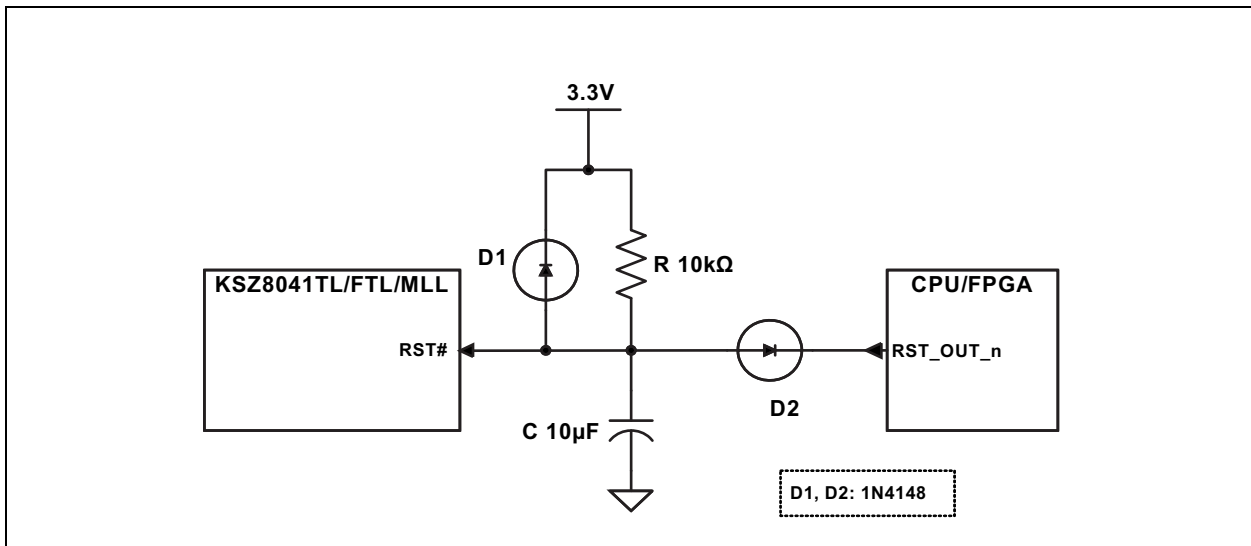 3.3V
D1
R 10kΩ
KSZ8041TL/FTL/MLL
CPU/FPGA
RST#
RST_OUT_n
D2
C 10µF
D1, D2: 1N4148